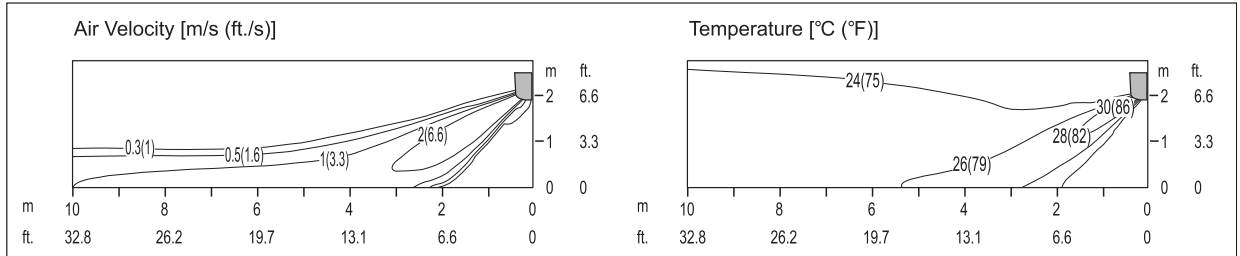 Air Velocity [m/s (ft./s)]
0.3(1)
0.5(1.6)
1(3.3)
2(6.6)
m ft.
2 6.6
1 3.3
0 0
m 10 8 6 4 2 0
ft. 32.8 26.2 19.7 13.1 6.6 0
Temperature [°C (°F)]
24(75)
30(86)
28(82)
26(79)
m ft.
2 6.6
1 3.3
0 0
m 10 8 6 4 2 0
ft. 32.8 26.2 19.7 13.1 6.6 0